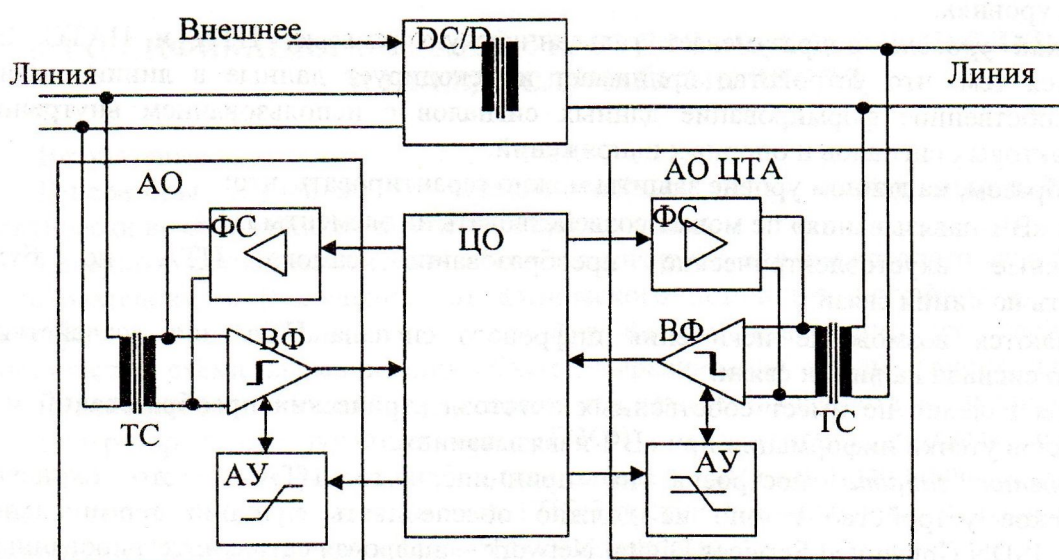 Внешнее
DC/D
Линия
Линия
АО
АО ЦТА
ФС
ЦО
ФС
ВФ
ВФ
ТС
ТС
АУ
АУ